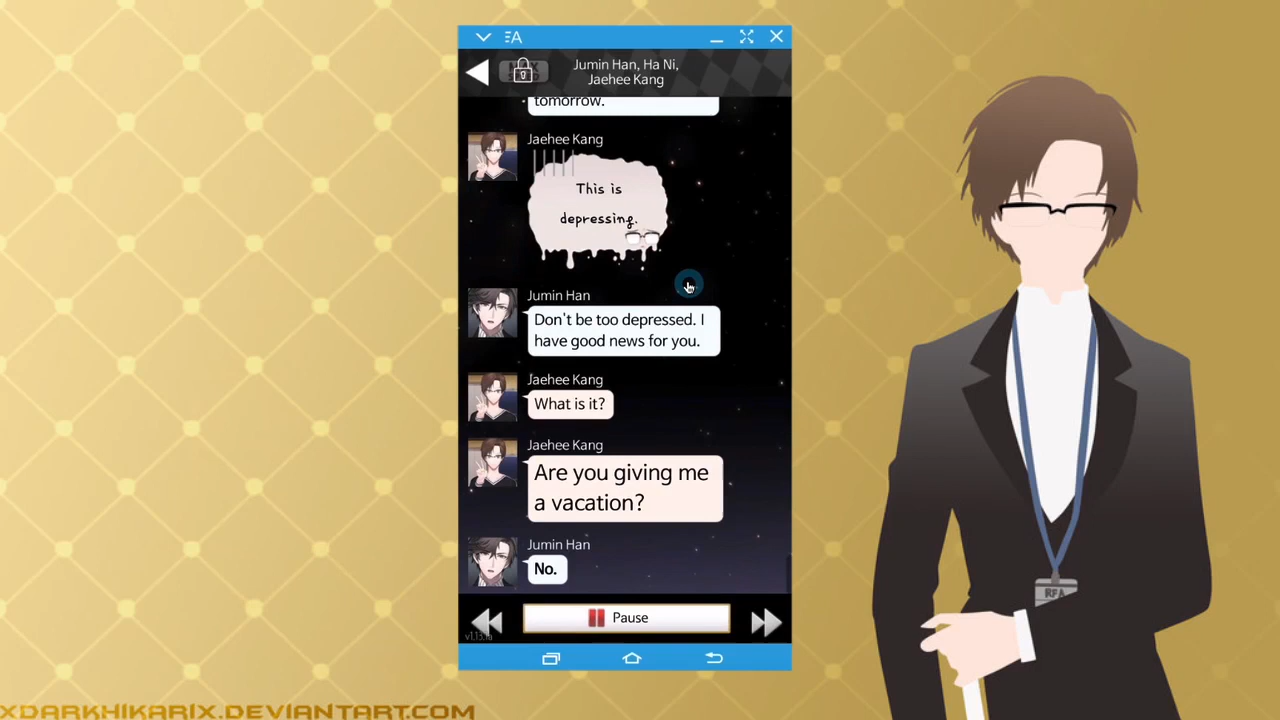 Jumin Han, Ha Ni,
Jaehee Kang
tomorrow.
Jaehee Kang
This is
depressing.
Jumin Han
Don't be too depressed. I
have good news for you.
Jaehee Kang
What is it?
Jaehee Kang
Are you giving me
a vacation?
Jumin Han
No.
Pause
RFA
XDARKHIKARIX.DEVIANTART.COM